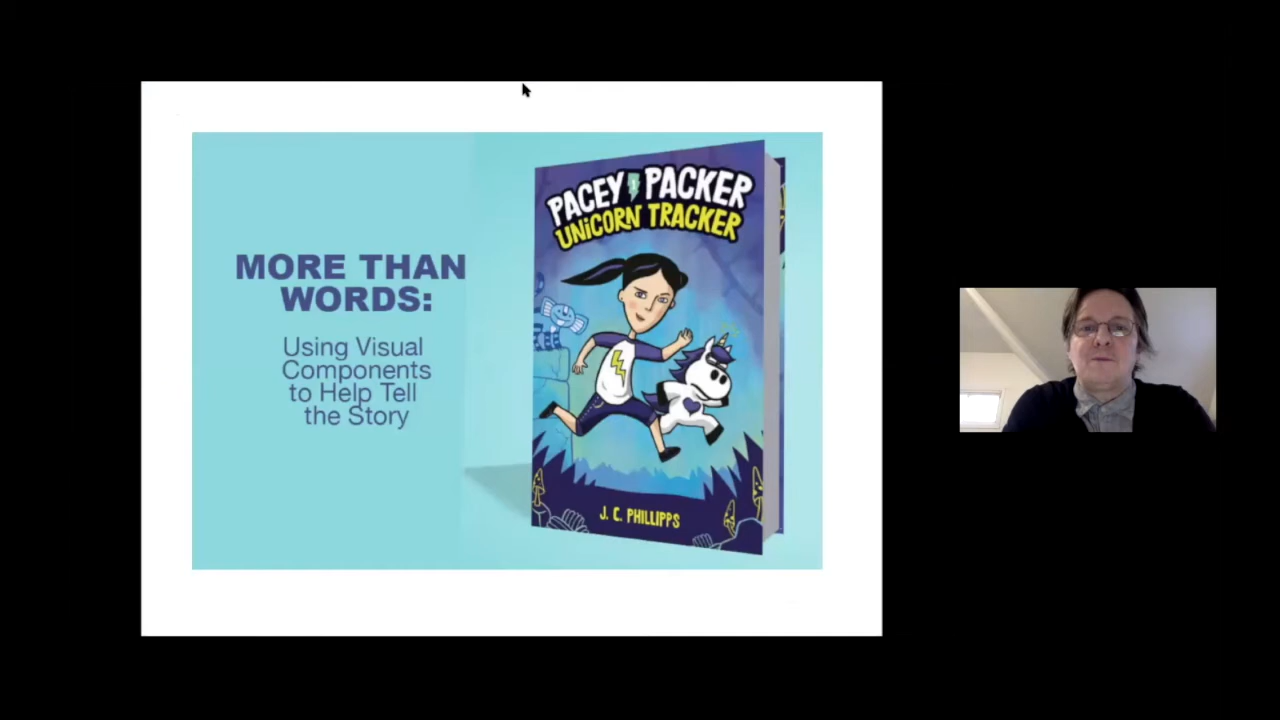 MORE THAN
WORDS:
Using Visual
Components
to Help Tell
the Story
PACEY PACKER
UNiCORN TRACKER
J. C. PHILLIPPS